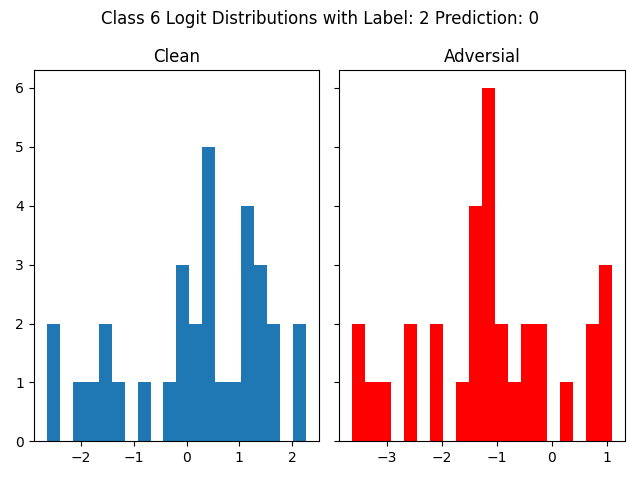 Class 6 Logit Distributions with Label: 2 Prediction: 0
Clean
Adversial
6
5
4
3
2
1
0
−2 −1 0 1 2
−3 −2 −1 0 1